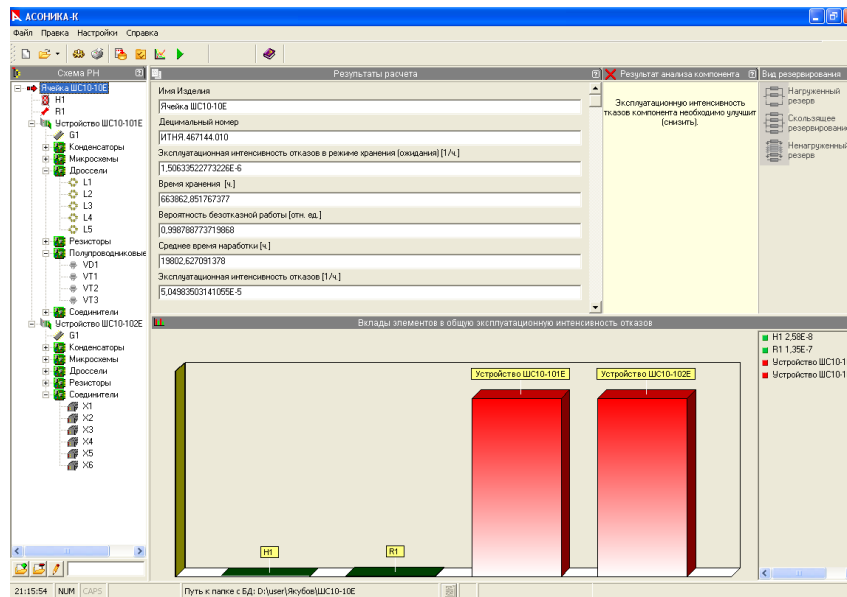 АСОНИКА-К
Файл Правка Настройки Справка
Схема РН
Ячейка ШС10-10Е
H1
R1
Устройство ШС10-101Е
G1
Конденсаторы
Микросхемы
Дроссели
L1
L2
L3
L4
L5
Резисторы
Полупроводниковые
VD1
VT1
VT2
VT3
Соединители
Устройство ШС10-102Е
G1
Конденсаторы
Микросхемы
Дроссели
Резисторы
Соединители
X1
X2
X3
X4
X5
X6
Результаты расчета
Имя Изделия
Ячейка ШС10-10Е
Децимальный номер
ИТНЯ.467144.010
Эксплуатационная интенсивность отказов в режиме хранения (ожидания) [1/ч.]
1,50633522773226E-6
Время хранения [ч.]
663862,851767377
Вероятность безотказной работы [отн. ед.]
0,998788773719868
Среднее время наработки [ч.]
19802,627091378
Эксплуатационная интенсивность отказов [1/ч.]
5,04983503141055E-5
Результат анализа компонента
Эксплуатационную интенсивность
тказов компонента необходимо улучшит
(снизить).
Вид резервирования
Нагруженный
резерв
Скользящее
резервирование
Ненагруженный
резерв
Вклады элементов в общую эксплуатационную интенсивность отказов
Устройство ШС10-101Е
Устройство ШС10-102Е
H1
R1
H1 2,58E-8
R1 1,35E-7
Устройство ШС10-1
Устройство ШС10-1
21:15:54 NUM CAPS Путь к папке с БД: D:\user\Якубов\ШС10-10Е